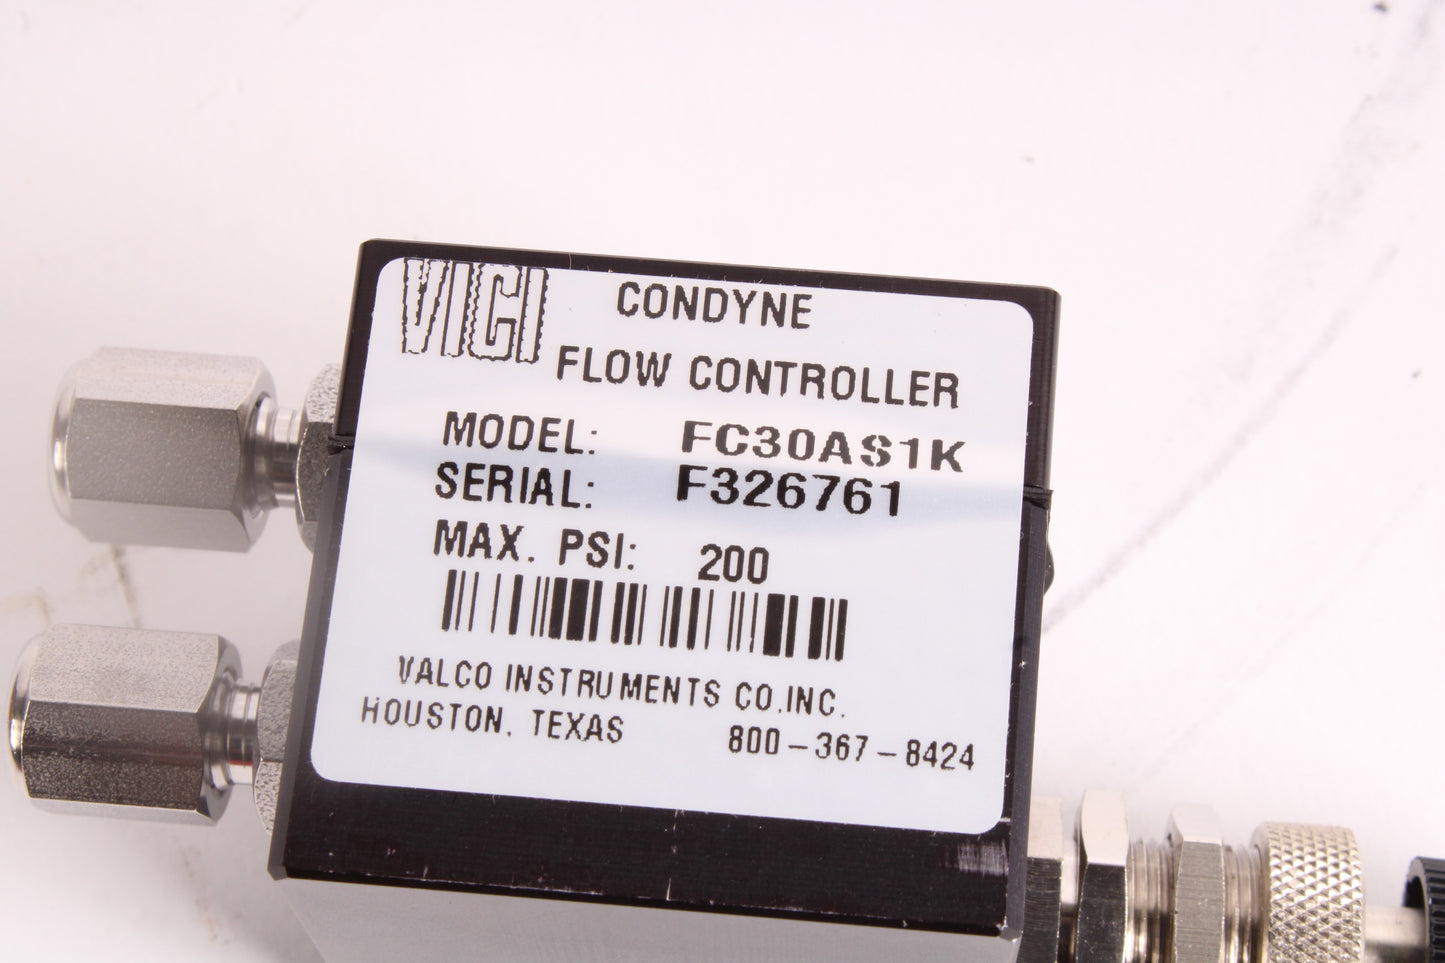 VICI
CONDYNE
FLOW CONTROLLER
MODEL: FC30AS1K
SERIAL: F326761
MAX. PSI: 200
VALCO INSTRUMENTS CO.INC.
HOUSTON. TEXAS 800-367-8424